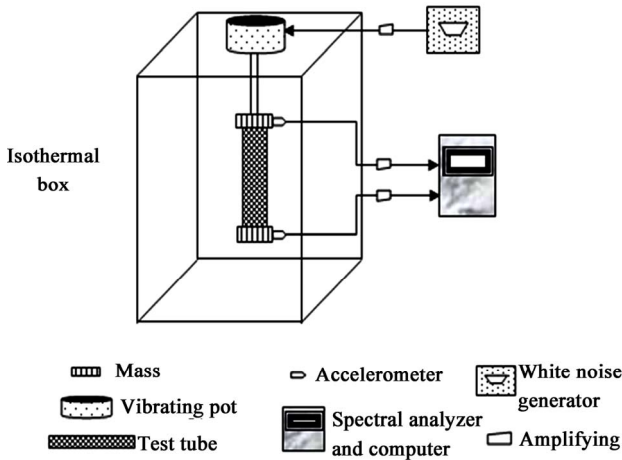 Isothermal
box
Mass
Accelerometer
White noise
generator
Vibrating pot
Spectral analyzer
and computer
Test tube
Amplifying